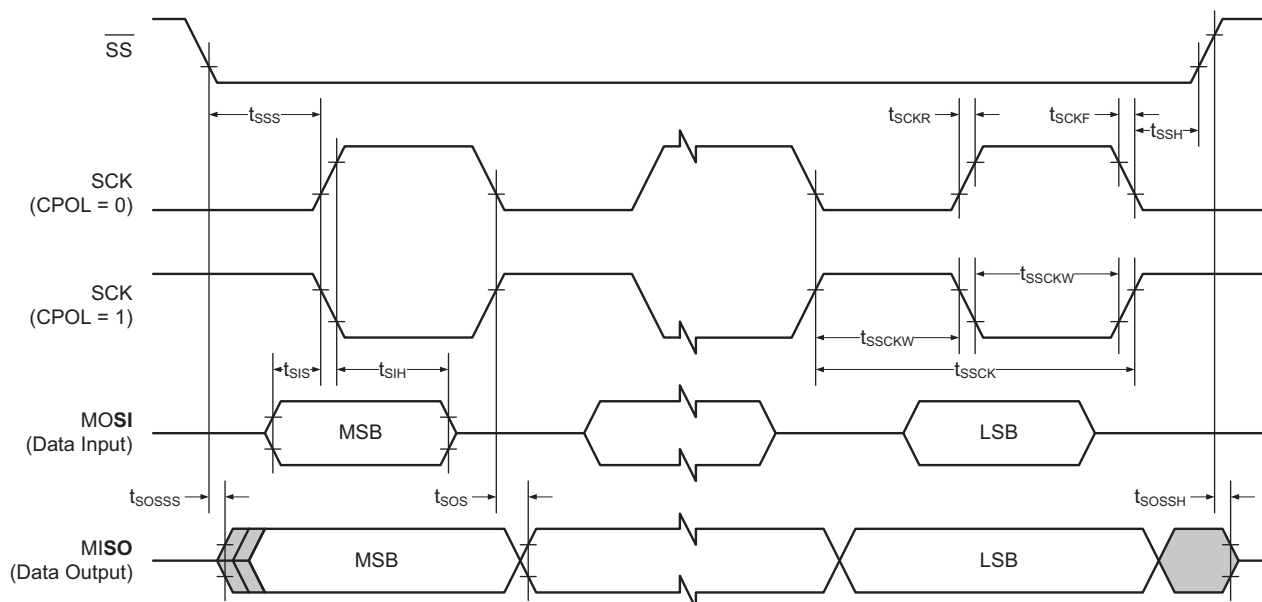 SS
tSSS
tSCKR
tSCKF
tSSH
SCK
(CPOL = 0)
SCK
(CPOL = 1)
tSSCKW
tSSCKW
tSIS
tSIH
tSSCK
MOSI
(Data Input)
MSB
LSB
tSOSSS
tSOS
tSOSSH
MISO
(Data Output)
MSB
LSB